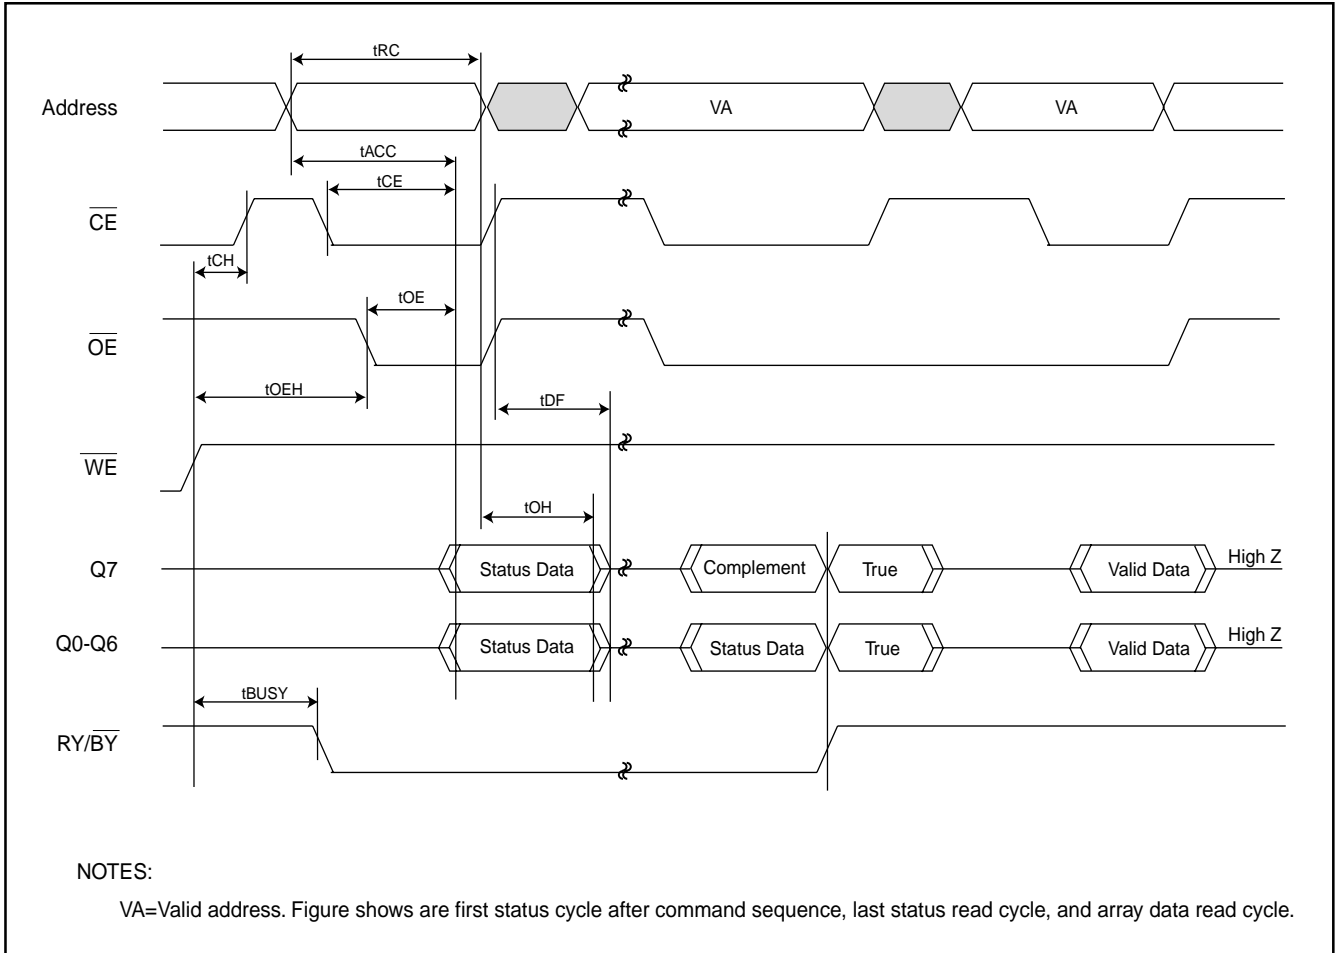 tRC
Address
VA
VA
tACC
tCE
CE
tCH
tOE
OE
tOEH
tDF
WE
tOH
Q7
Status Data
Complement
True
Valid Data
High Z
Q0-Q6
Status Data
Status Data
True
Valid Data
High Z
tBUSY
RY/BY
NOTES:
VA=Valid address. Figure shows are first status cycle after command sequence, last status read cycle, and array data read cycle.